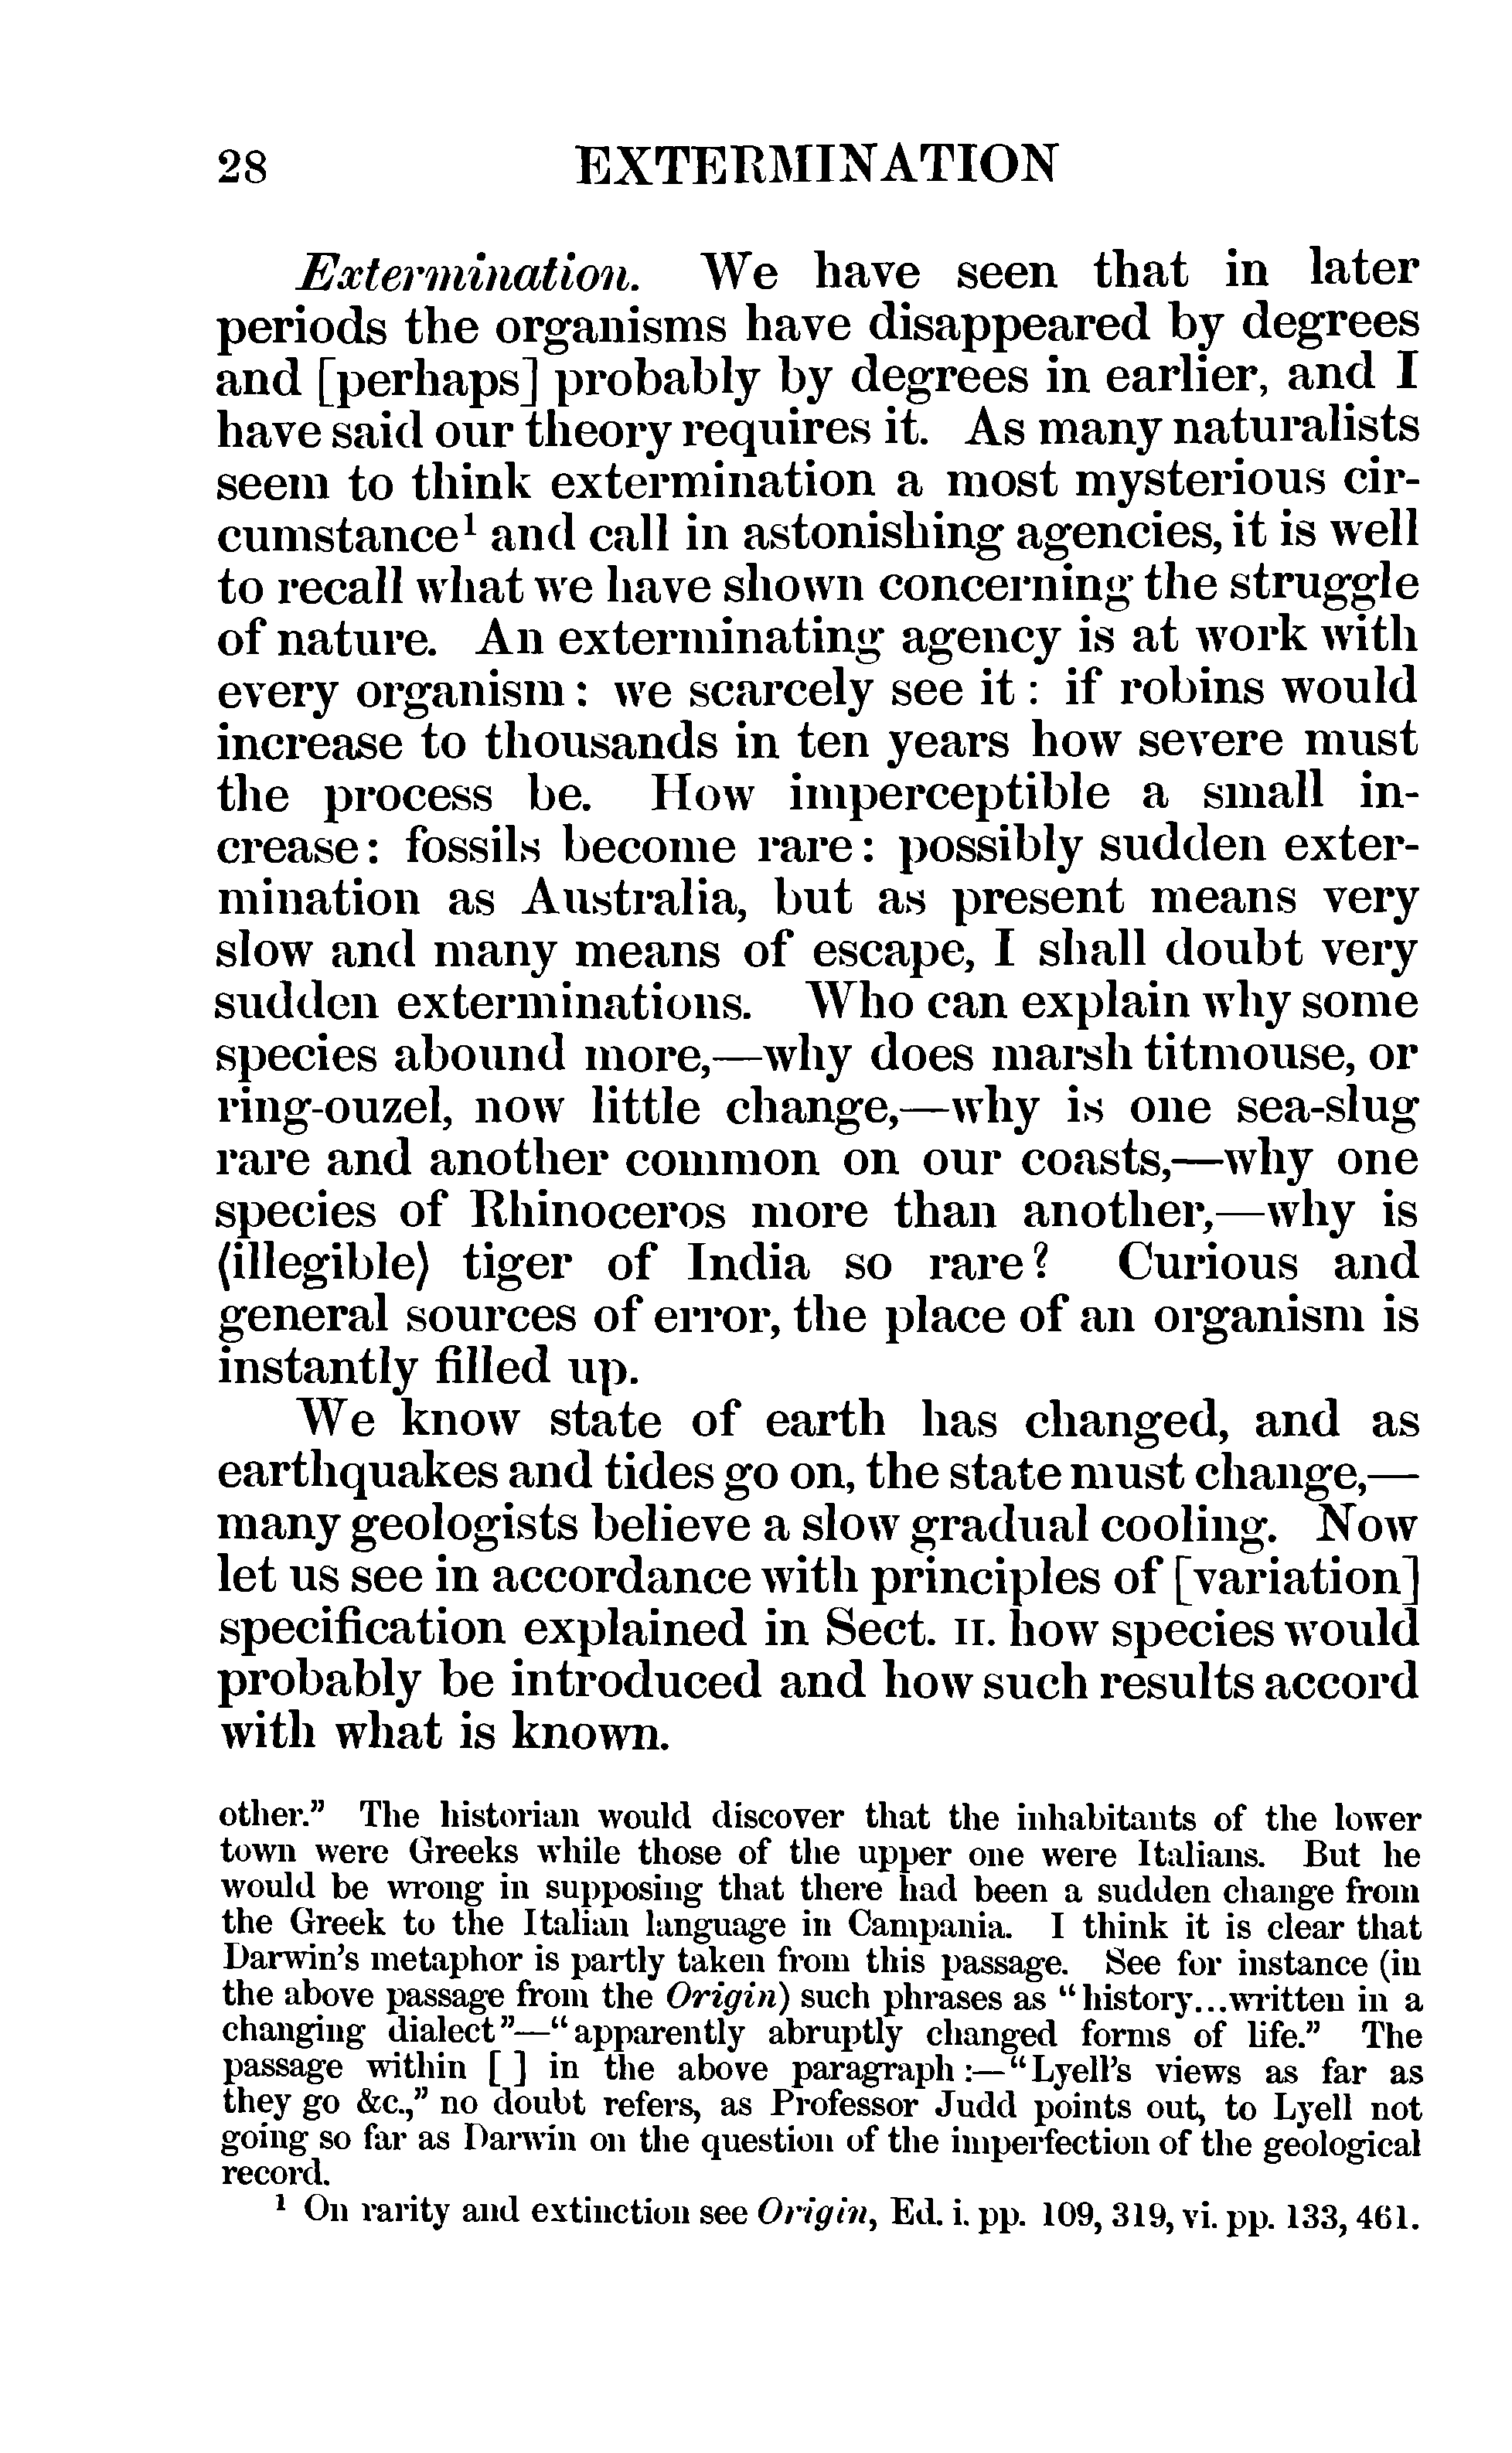 28 EXTERMINATION
Extermination. We have seen that in later
periods the organisms have disappeared by degrees
and [perhaps] probably by degrees in earlier, and I
have said our theory requires it. As many naturalists
seem to think extermination a most mysterious cir-
cumstance¹ and call in astonishing agencies, it is well
to recall what we have shown concerning the struggle
of nature. An exterminating agency is at work with
every organism: we scarcely see it: if robins would
increase to thousands in ten years how severe must
the process be. How imperceptible a small in-
crease: fossils become rare: possibly sudden exter-
mination as Australia, but as present means very
slow and many means of escape, I shall doubt very
sudden exterminations. Who can explain why some
species abound more,—why does marsh titmouse, or
ring-ouzel, now little change,—why is one sea-slug
rare and another common on our coasts,—why one
species of Rhinoceros more than another,—why is
⟨illegible⟩ tiger of India so rare? Curious and
general sources of error, the place of an organism is
instantly filled up.
We know state of earth has changed, and as
earthquakes and tides go on, the state must change,—
many geologists believe a slow gradual cooling. Now
let us see in accordance with principles of [variation]
specification explained in Sect. II. how species would
probably be introduced and how such results accord
with what is known.
other.” The historian would discover that the inhabitants of the lower
town were Greeks while those of the upper one were Italians. But he
would be wrong in supposing that there had been a sudden change from
the Greek to the Italian language in Campania. I think it is clear that
Darwin's metaphor is partly taken from this passage. See for instance (in
the above passage from the Origin) such phrases as “history...written in a
changing dialect”—“apparently abruptly changed forms of life.” The
passage within [ ] in the above paragraph:—“Lyell's views as far as
they go &c.,” no doubt refers, as Professor Judd points out, to Lyell not
going so far as Darwin on the question of the imperfection of the geological
record.
¹ On rarity and extinction see Origin, Ed. i. pp. 109, 319, vi. pp. 133, 461.